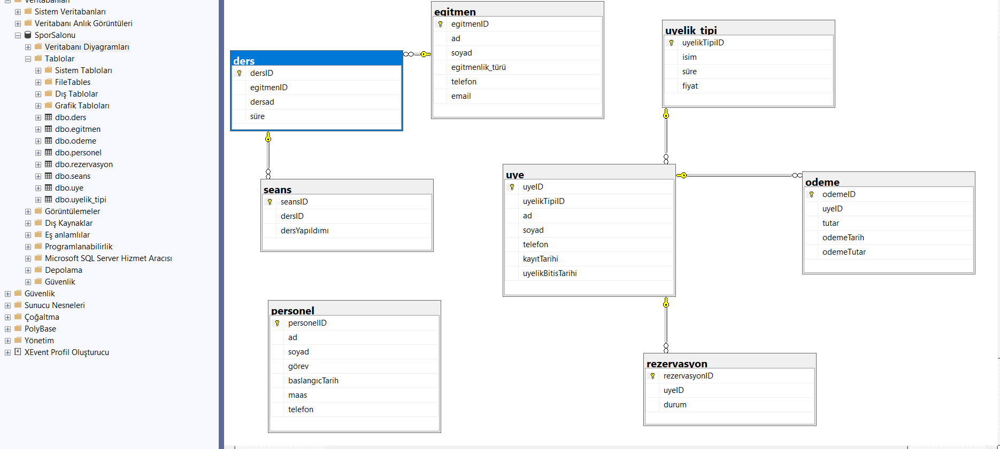 Veritabanları
Sistem Veritabanları
Veritabanı Anlık Görüntüleri
SporSalonu
Veritabanı Diyagramları
Tablolar
Sistem Tabloları
FileTables
Dış Tablolar
Grafik Tabloları
dbo.ders
dbo.egitmen
dbo.odeme
dbo.personel
dbo.rezervasyon
dbo.seans
dbo.uye
dbo.uyelik_tipi
Görüntülemeler
Dış Kaynaklar
Eş anlamlılar
Programlanabilirlik
Microsoft SQL Server Hizmet Aracısı
Depolama
Güvenlik
Güvenlik
Sunucu Nesneleri
Çoğaltma
PolyBase
Yönetim
XEvent Profil Oluşturucu
ders
dersID
egitmenID
dersad
süre
egitmen
egitmenID
ad
soyad
egitmenlik_türü
telefon
email
uyelik_tipi
uyelikTipiID
isim
süre
fiyat
seans
seansID
dersID
dersYapıldımı
uye
uyeID
uyelikTipiID
ad
soyad
telefon
kayıtTarihi
uyelikBitisTarihi
odeme
odemeID
uyeID
tutar
odemeTarih
odemeTutar
personel
personelID
ad
soyad
görev
baslangıcTarih
maas
telefon
rezervasyon
rezervasyonID
uyeID
durum